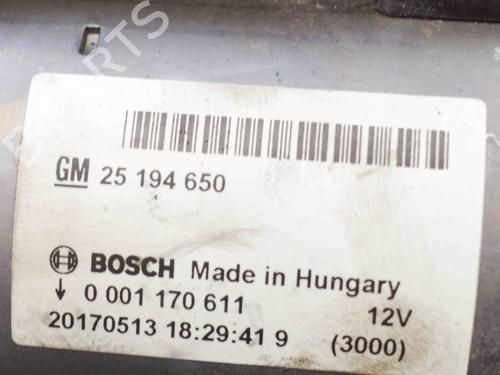 PARTS
GM 25 194 650
BOSCH Made in Hungary
0 001 170 611 12V
20170513 18:29:41 9 (3000)